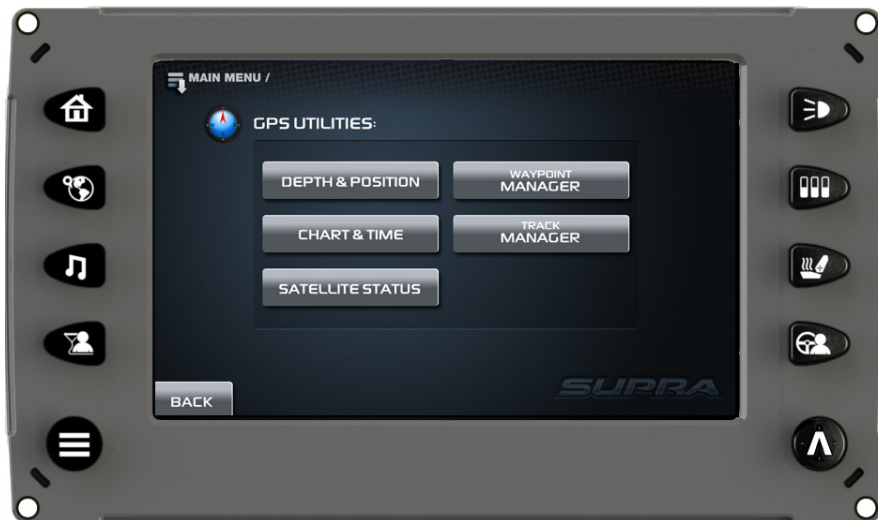 MAIN MENU /
GPS UTILITIES:
DEPTH & POSITION
WAYPOINT
MANAGER
CHART & TIME
TRACK
MANAGER
SATELLITE STATUS
SUPRA
BACK